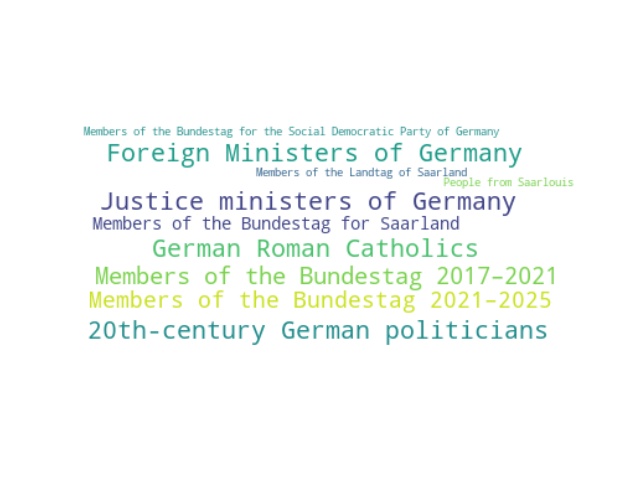 Members of the Bundestag for the Social Democratic Party of Germany
Foreign Ministers of Germany
Members of the Landtag of Saarland
People from Saarlouis
Justice ministers of Germany
Members of the Bundestag for Saarland
German Roman Catholics
Members of the Bundestag 2017–2021
Members of the Bundestag 2021–2025
20th-century German politicians